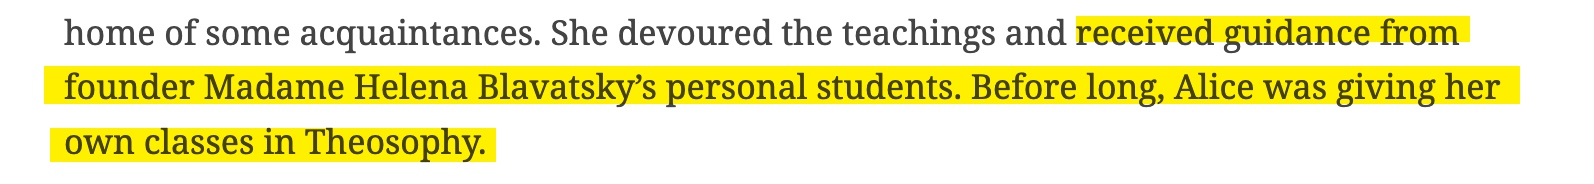 home of some acquaintances. She devoured the teachings and received guidance from
founder Madame Helena Blavatsky’s personal students. Before long, Alice was giving her
own classes in Theosophy.